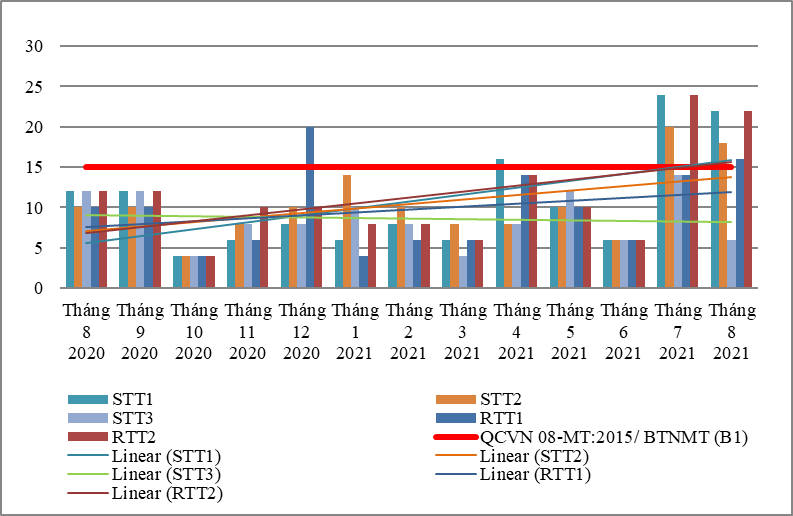 30
25
20
15
10
5
0
Tháng Tháng Tháng Tháng Tháng Tháng Tháng Tháng Tháng Tháng Tháng Tháng Tháng
8 9 10 11 12 1 2 3 4 5 6 7 8
2020 2020 2020 2020 2020 2021 2021 2021 2021 2021 2021 2021 2021
STT1 STT2
STT3 RTT1
RTT2 QCVN 08-MT:2015/ BTNMT (B1)
Linear (STT1) Linear (STT2)
Linear (STT3) Linear (RTT1)
Linear (RTT2)